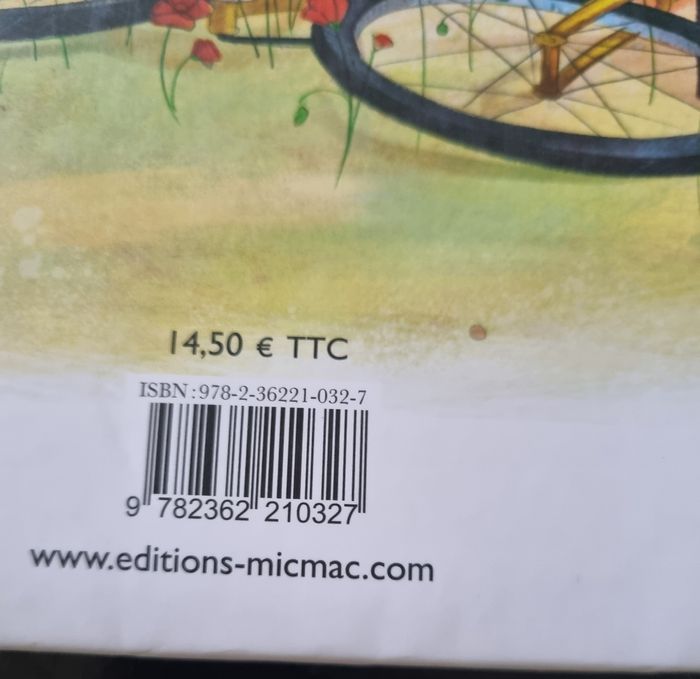 14,50 € TTC
ISBN : 978-2-36221-032-7
9 782362 210327
www.editions-micmac.com